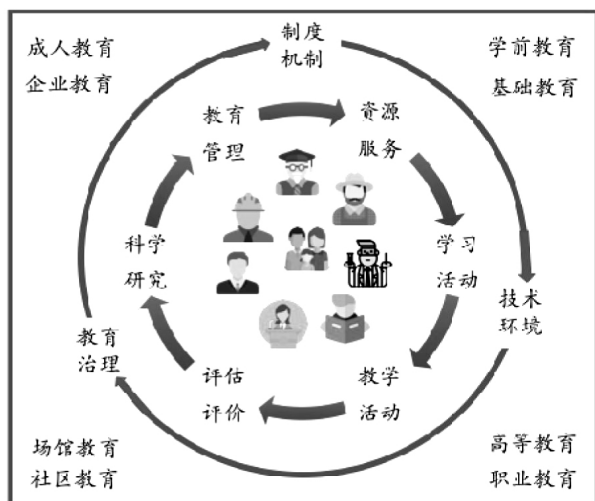 成人教育
企业教育
制度
机制
学前教育
基础教育
教育
管理
资源
服务
科学
研究
学习
活动
技术
环境
教育
治理
评估
评价
教学
活动
场馆教育
社区教育
高等教育
职业教育